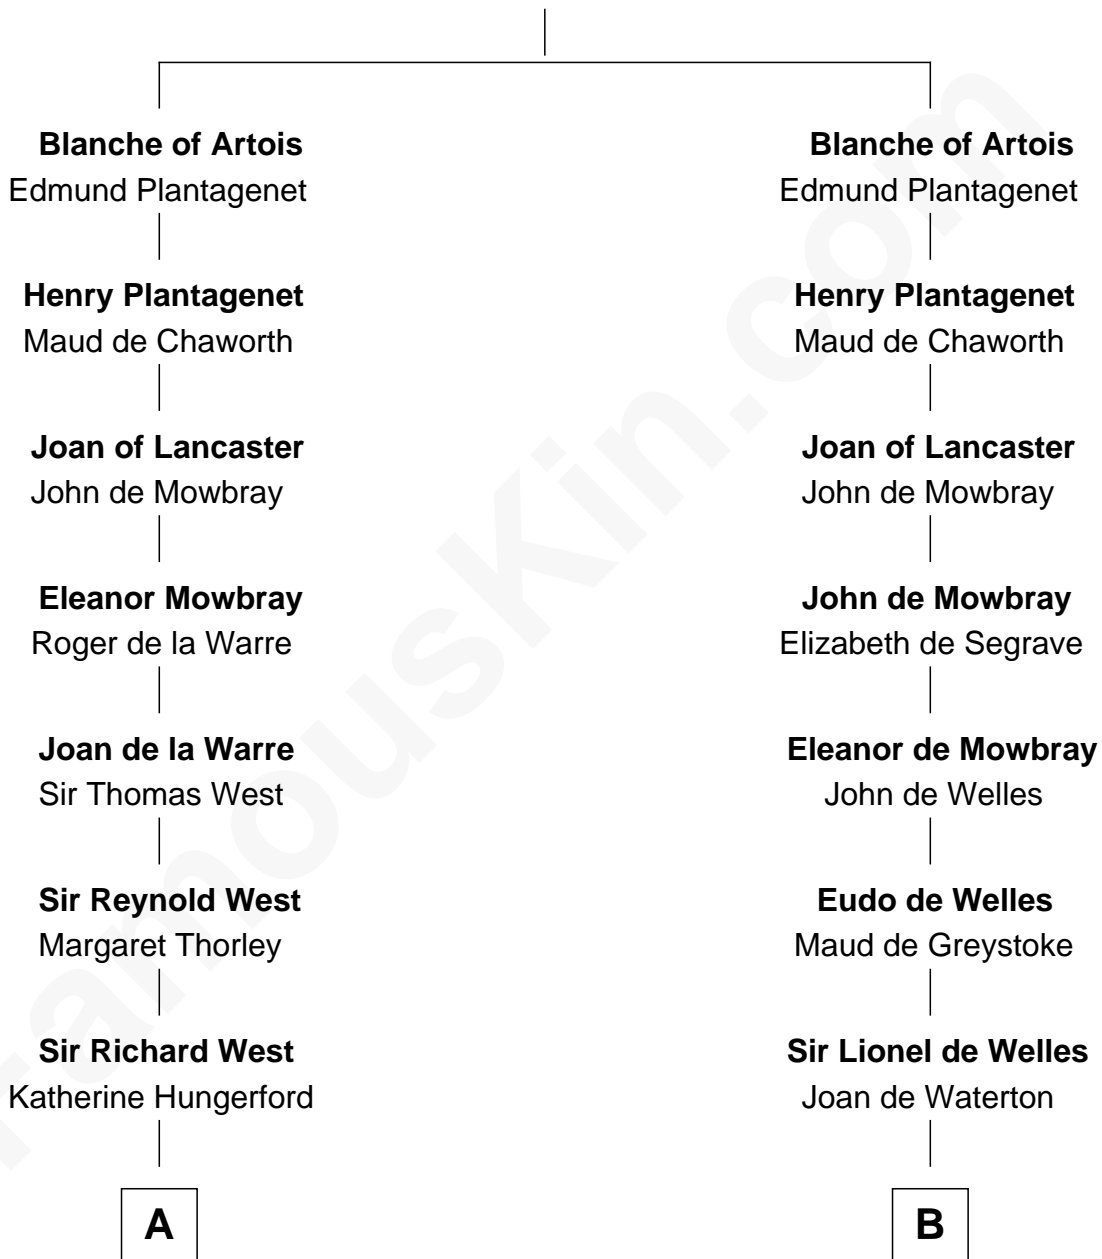 Blanche of Artois
Edmund Plantagenet
Henry Plantagenet
Maud de Chaworth
Joan of Lancaster
John de Mowbray
Eleanor Mowbray
Roger de la Warre
Joan de la Warre
Sir Thomas West
Sir Reynold West
Margaret Thorley
Sir Richard West
Katherine Hungerford
A
Blanche of Artois
Edmund Plantagenet
Henry Plantagenet
Maud de Chaworth
Joan of Lancaster
John de Mowbray
John de Mowbray
Elizabeth de Segrave
Eleanor de Mowbray
John de Welles
Eudo de Welles
Maud de Greystoke
Sir Lionel de Welles
Joan de Waterton
B
famouskin.com